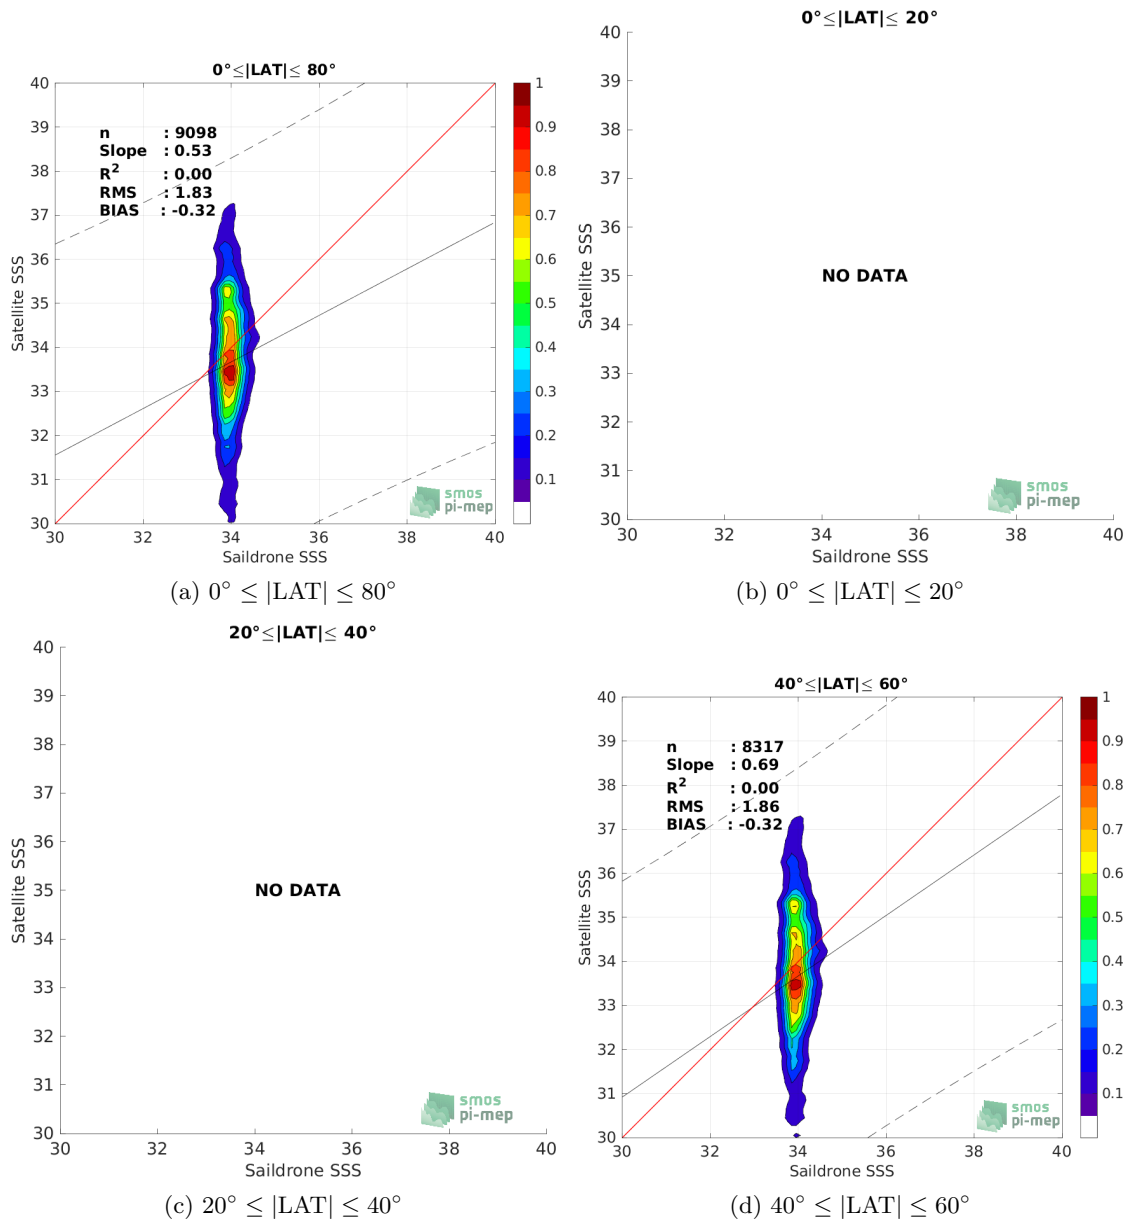 0°≤|LAT|≤ 80°
n : 9098
Slope : 0.53
R² : 0.00
RMS : 1.83
BIAS : -0.32
40
39
38
37
36
35
34
33
32
31
30
30 32 34 36 38 40
Satellite SSS
Saildrone SSS
1
0.9
0.8
0.7
0.6
0.5
0.4
0.3
0.2
0.1
smos
pi-mep
(a) 0° ≤ |LAT| ≤ 80°
0°≤|LAT|≤ 20°
40
39
38
37
36
35
34
33
32
31
30
30 32 34 36 38 40
Satellite SSS
NO DATA
Saildrone SSS
smos
pi-mep
(b) 0° ≤ |LAT| ≤ 20°
20°≤|LAT|≤ 40°
40
39
38
37
36
35
34
33
32
31
30
30 32 34 36 38 40
Satellite SSS
NO DATA
Saildrone SSS
smos
pi-mep
(c) 20° ≤ |LAT| ≤ 40°
40°≤|LAT|≤ 60°
n : 8317
Slope : 0.69
R² : 0.00
RMS : 1.86
BIAS : -0.32
40
39
38
37
36
35
34
33
32
31
30
30 32 34 36 38 40
Satellite SSS
Saildrone SSS
1
0.9
0.8
0.7
0.6
0.5
0.4
0.3
0.2
0.1
smos
pi-mep
(d) 40° ≤ |LAT| ≤ 60°